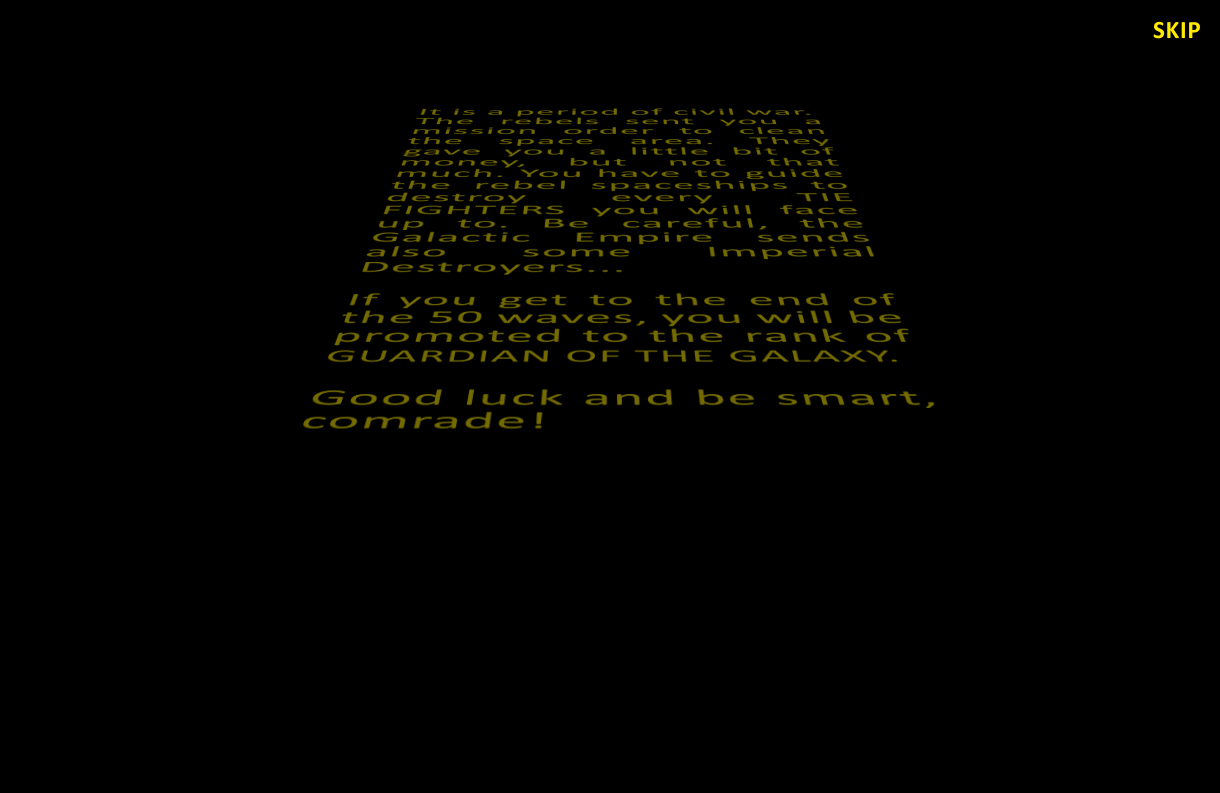 SKIP
It is a period of civil war.
The rebels sent you a
mission order to clean
the space area. They
gave you a little bit of
money, but not that
much. You have to guide
the rebel spaceships to
destroy every TIE
FIGHTERS you will face
up to. Be careful, the
Galactic Empire sends
also some Imperial
Destroyers...
If you get to the end of
the 50 waves, you will be
promoted to the rank of
GUARDIAN OF THE GALAXY.
Good luck and be smart,
comrade!